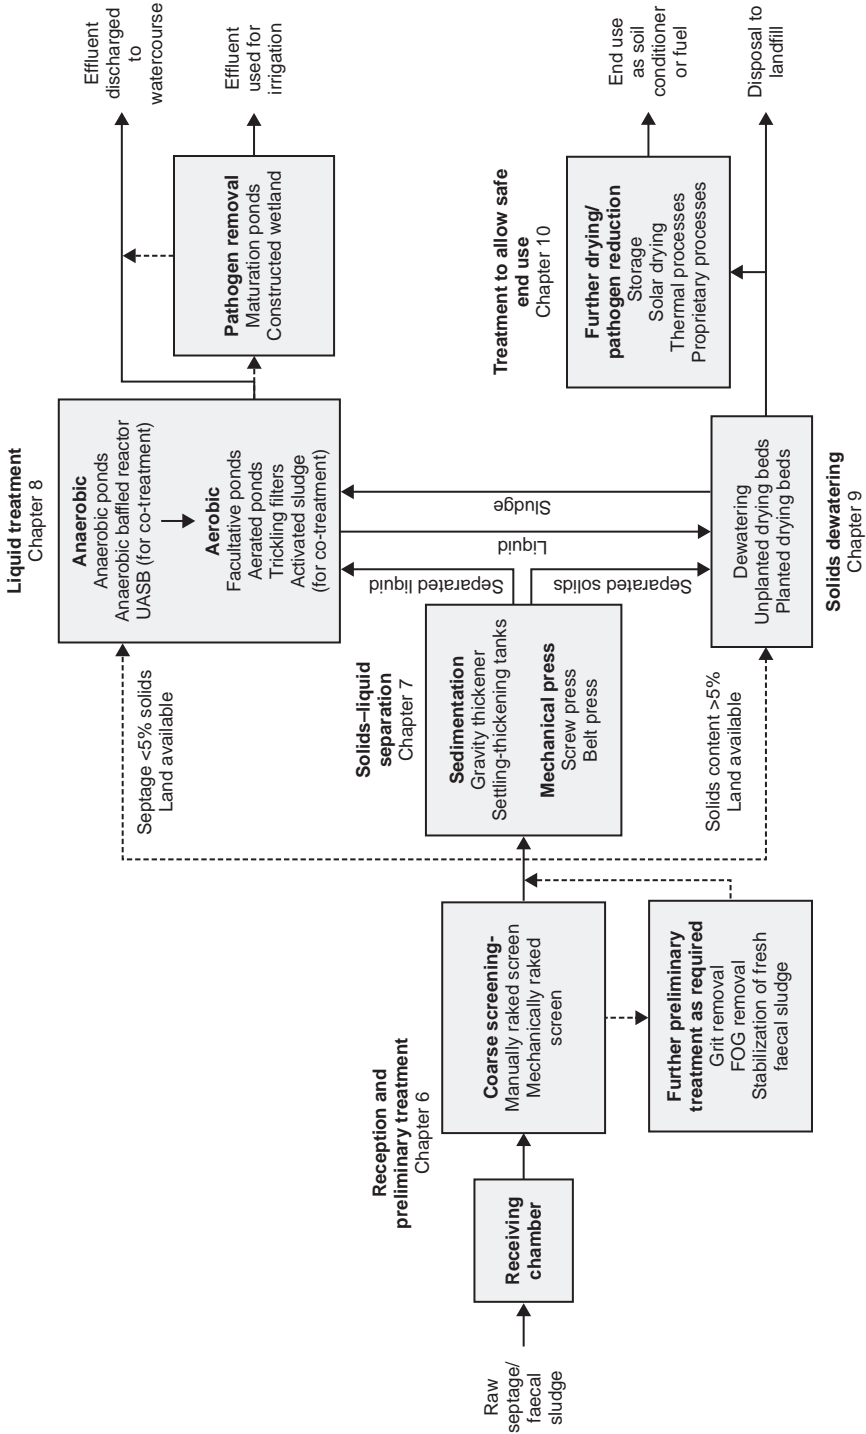 Raw
septage/
faecal
sludge
Receiving
chamber
Reception and
preliminary treatment
Chapter 6
Coarse screening-
Manually raked screen
Mechanically raked
screen
Further preliminary
treatment as required
Grit removal
FOG removal
Stabilization of fresh
faecal sludge
Solids–liquid
separation
Chapter 7
Sedimentation
Gravity thickener
Settling-thickening tanks
Mechanical press
Screw press
Belt press
Septage <5% solids
Land available
Solids content >5%
Land available
Separated liquid
Separated solids
Liquid
Sludge
Liquid treatment
Chapter 8
Anaerobic
Anaerobic ponds
Anaerobic baffled reactor
UASB (for co-treatment)
Aerobic
Facultative ponds
Aerated ponds
Trickling filters
Activated sludge
(for co-treatment)
Dewatering
Unplanted drying beds
Planted drying beds
Solids dewatering
Chapter 9
Pathogen removal
Maturation ponds
Constructed wetland
Treatment to allow safe
end use
Chapter 10
Further drying/
pathogen reduction
Storage
Solar drying
Thermal processes
Proprietary processes
Effluent
discharged
to
watercourse
Effluent
used for
irrigation
End use
as soil
conditioner
or fuel
Disposal to
landfill